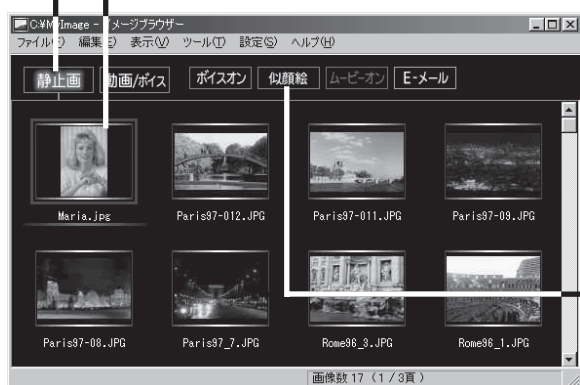 C:¥MyImage - イメージブラウザー
ファイル(F) 編集(E) 表示(V) ツール(T) 設定(S) ヘルプ(H)
静止画 動画/ボイス ボイスオン 似顔絵 ムービーオン E-メール
Maria.jpg Paris97-012.JPG Paris97-011.JPG Paris97-09.JPG
Paris97-08.JPG Paris97_7.JPG Rome96_3.JPG Rome96_1.JPG
画像数 17 (1/3頁)